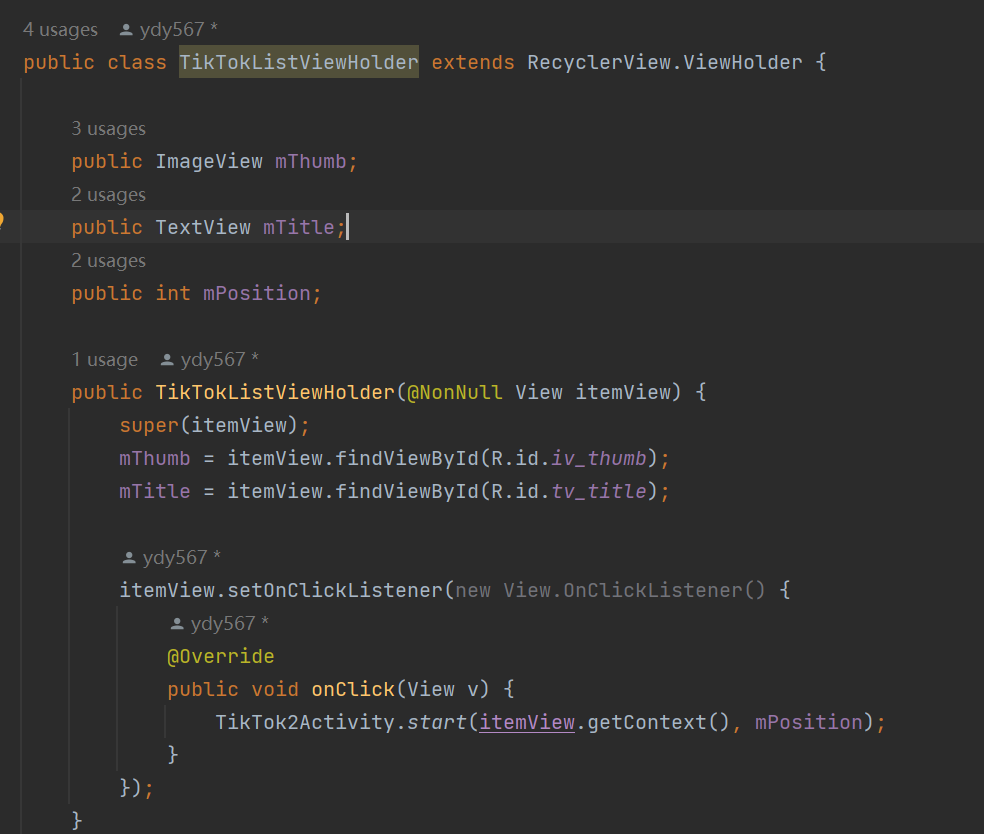 4 usages ydy567 *
public class TikTokListViewHolder extends RecyclerView.ViewHolder {
3 usages
public ImageView mThumb;
2 usages
public TextView mTitle;
2 usages
public int mPosition;
1 usage ydy567 *
public TikTokListViewHolder(@NonNull View itemView) {
super(itemView);
mThumb = itemView.findViewById(R.id.iv_thumb);
mTitle = itemView.findViewById(R.id.tv_title);
ydy567 *
itemView.setOnClickListener(new View.OnClickListener() {
ydy567 *
@Override
public void onClick(View v) {
TikTok2Activity.start(itemView.getContext(), mPosition);
}
});
}